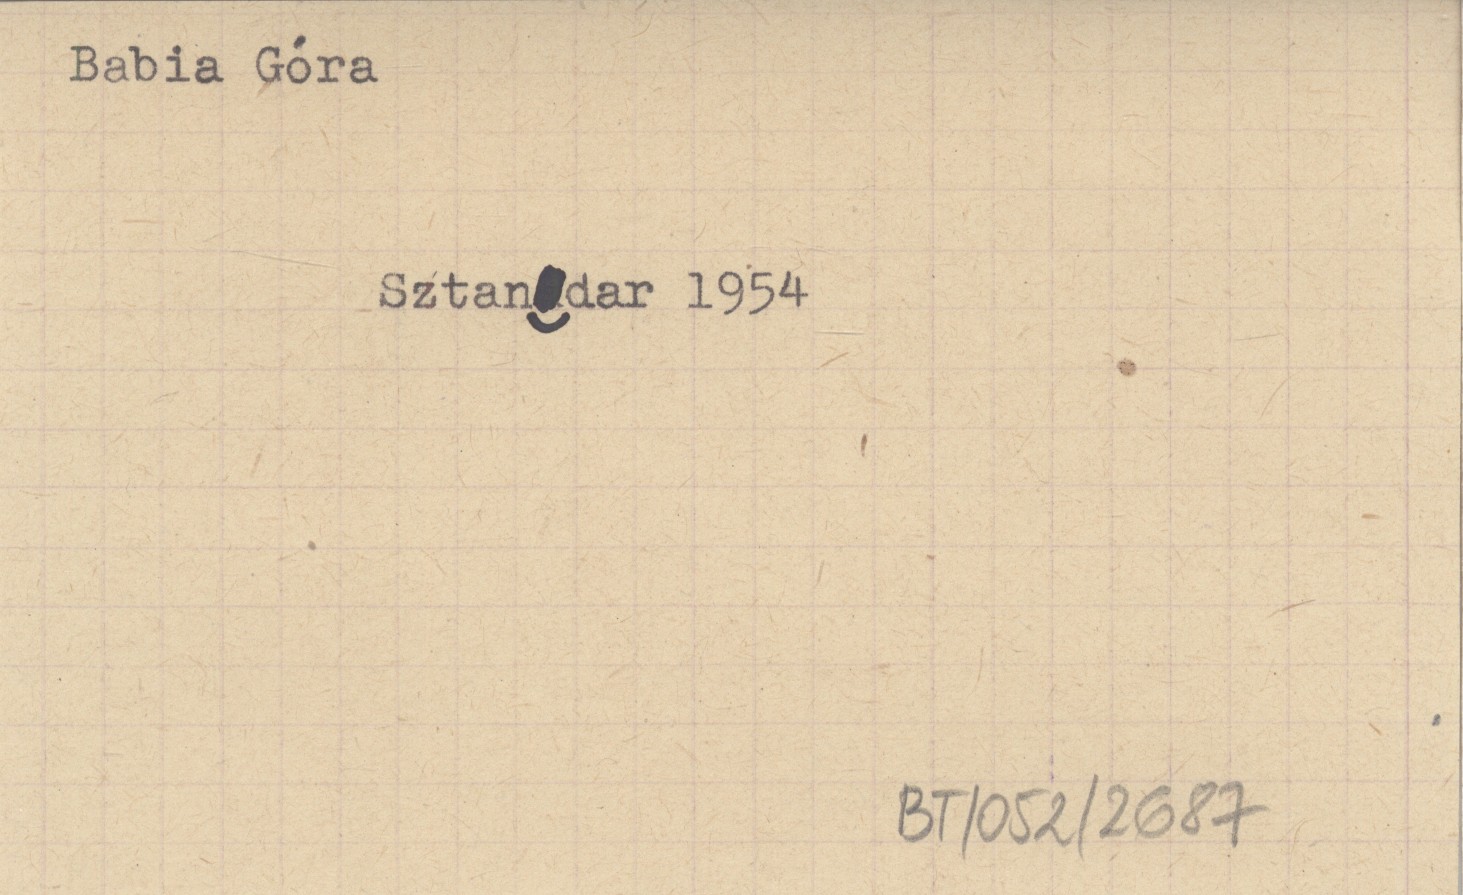 Babia Góra
Sztandar 1954
BT/052/2687